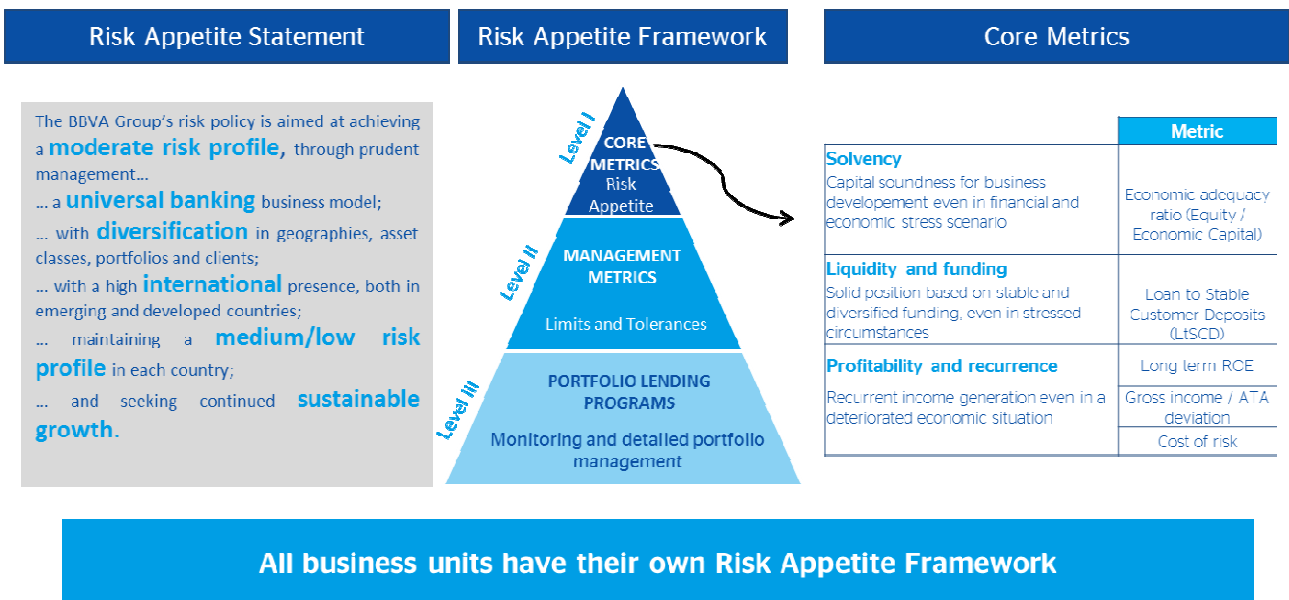 Risk Appetite Statement
Risk Appetite Framework
Core Metrics
The BBVA Group's risk policy is aimed at achieving
a moderate risk profile, through prudent
management...
... a universal banking business model;
... with diversification in geographies, asset
classes, portfolios and clients;
... with a high international presence, both in
emerging and developed countries;
... maintaining a medium/low risk
profile in each country;
... and seeking continued sustainable
growth.
Level I
CORE
METRICS
Risk
Appetite
Level II
MANAGEMENT
METRICS
Limits and Tolerances
Level III
PORTFOLIO LENDING
PROGRAMS
Monitoring and detailed portfolio
management
Metric
Solvency
Capital soundness for business
developement even in financial and
economic stress scenario
Economic adequacy
ratio (Equity /
Economic Capital)
Liquidity and funding
Solid position based on stable and
diversified funding, even in stressed
circumstances
Loan to Stable
Customer Deposits
(LtSCD)
Profitability and recurrence
Recurrent income generation even in a
deteriorated economic situation
Long term ROE
Gross income / ATA
deviation
Cost of risk
All business units have their own Risk Appetite Framework